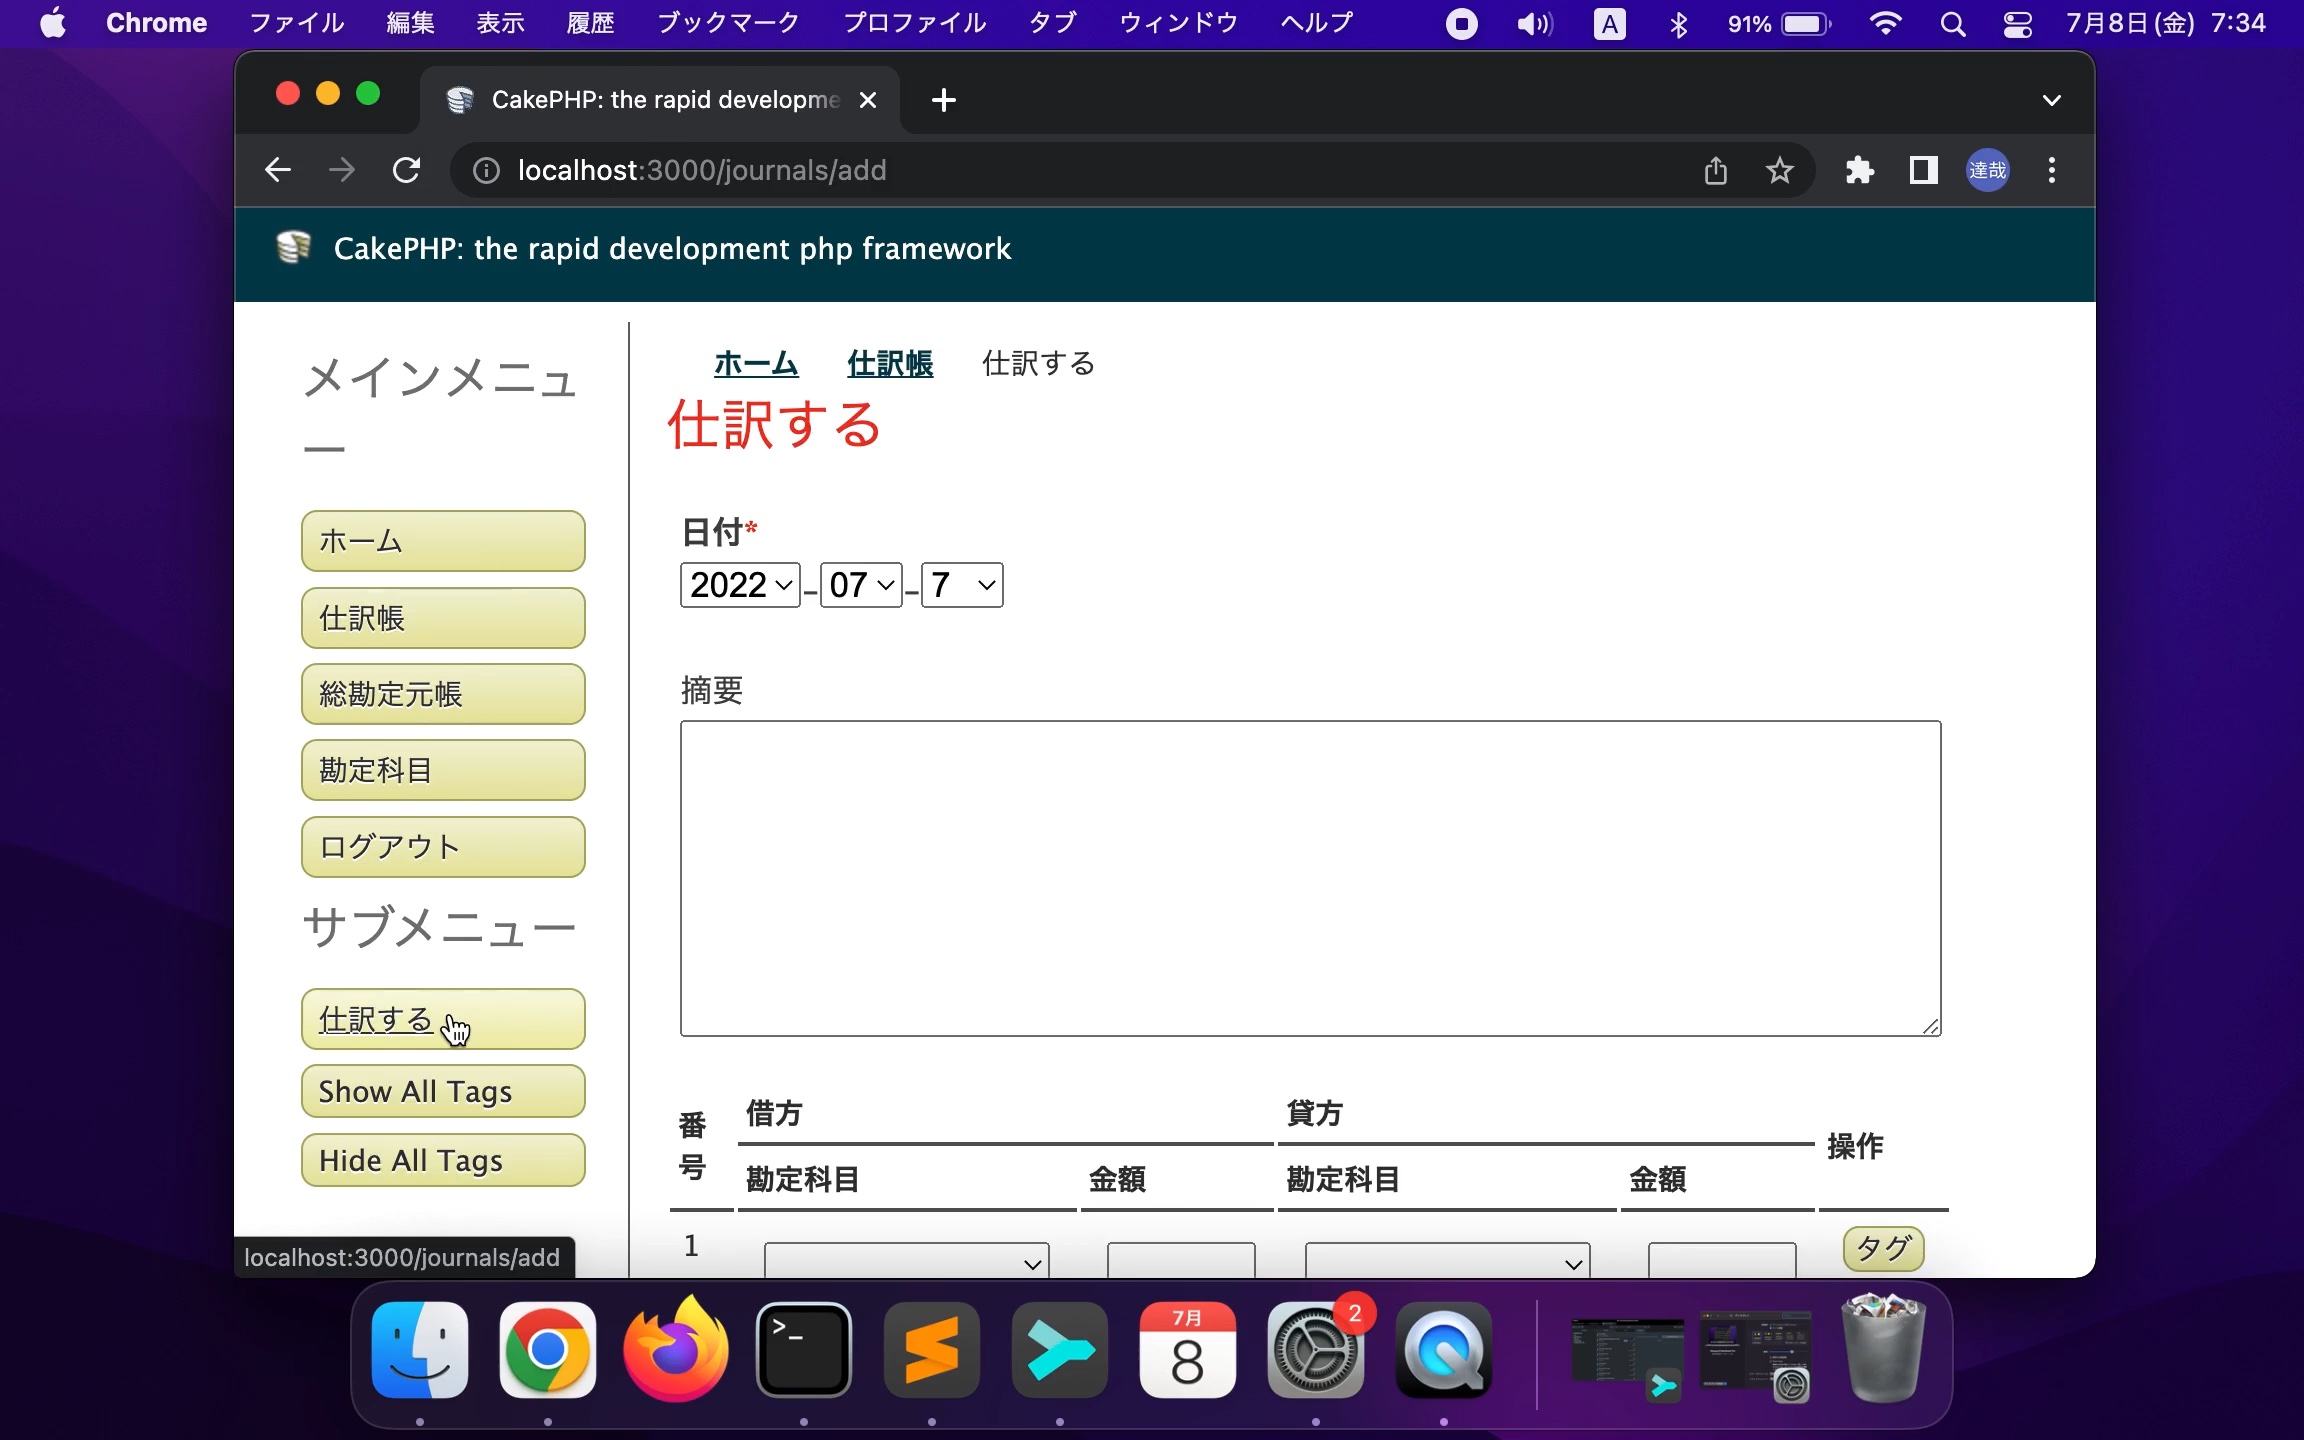 Chrome ファイル 編集 表示 履歴 ブックマーク プロファイル タブ ウィンドウ ヘルプ A 91% 7月8日(金) 7:34
CakePHP: the rapid developme
localhost:3000/journals/add 達哉
CakePHP: the rapid development php framework
メインメニュ
ー
ホーム
仕訳帳
総勘定元帳
勘定科目
ログアウト
サブメニュー
仕訳する
Show All Tags
Hide All Tags
localhost:3000/journals/add
ホーム 仕訳帳 仕訳する
仕訳する
日付*
2022 - 07 - 7
摘要
番号 借方 貸方 操作
勘定科目 金額 勘定科目 金額
1 タグ
>_
7月
8
2